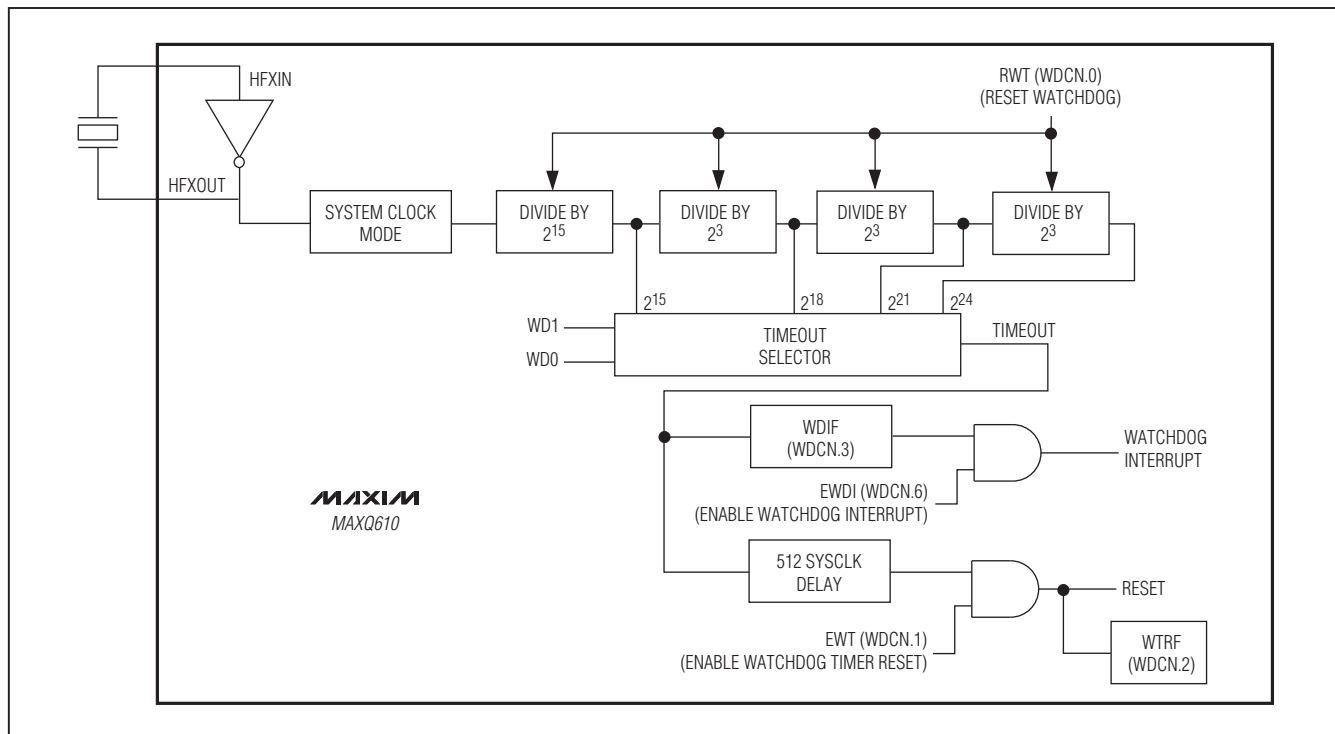 HFXIN
RWT (WDCN.0)
(RESET WATCHDOG)
HFXOUT
SYSTEM CLOCK
MODE
DIVIDE BY
2^15
DIVIDE BY
2^3
DIVIDE BY
2^3
DIVIDE BY
2^3
2^15
2^18
2^21
2^24
WD1
WD0
TIMEOUT
SELECTOR
TIMEOUT
WDIF
(WDCN.3)
WATCHDOG
INTERRUPT
EWDI (WDCN.6)
(ENABLE WATCHDOG INTERRUPT)
MAXIM
MAXQ610
512 SYSCLK
DELAY
RESET
EWT (WDCN.1)
(ENABLE WATCHDOG TIMER RESET)
WTRF
(WDCN.2)